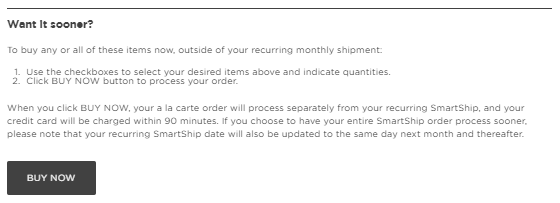 Want it sooner?
To buy any or all of these items now, outside of your recurring monthly shipment:
1. Use the checkboxes to select your desired items above and indicate quantities.
2. Click BUY NOW button to process your order.
When you click BUY NOW, your a la carte order will process separately from your recurring SmartShip, and your
credit card will be charged within 90 minutes. If you choose to have your entire SmartShip order process sooner,
please note that your recurring SmartShip date will also be updated to the same day next month and thereafter.
BUY NOW